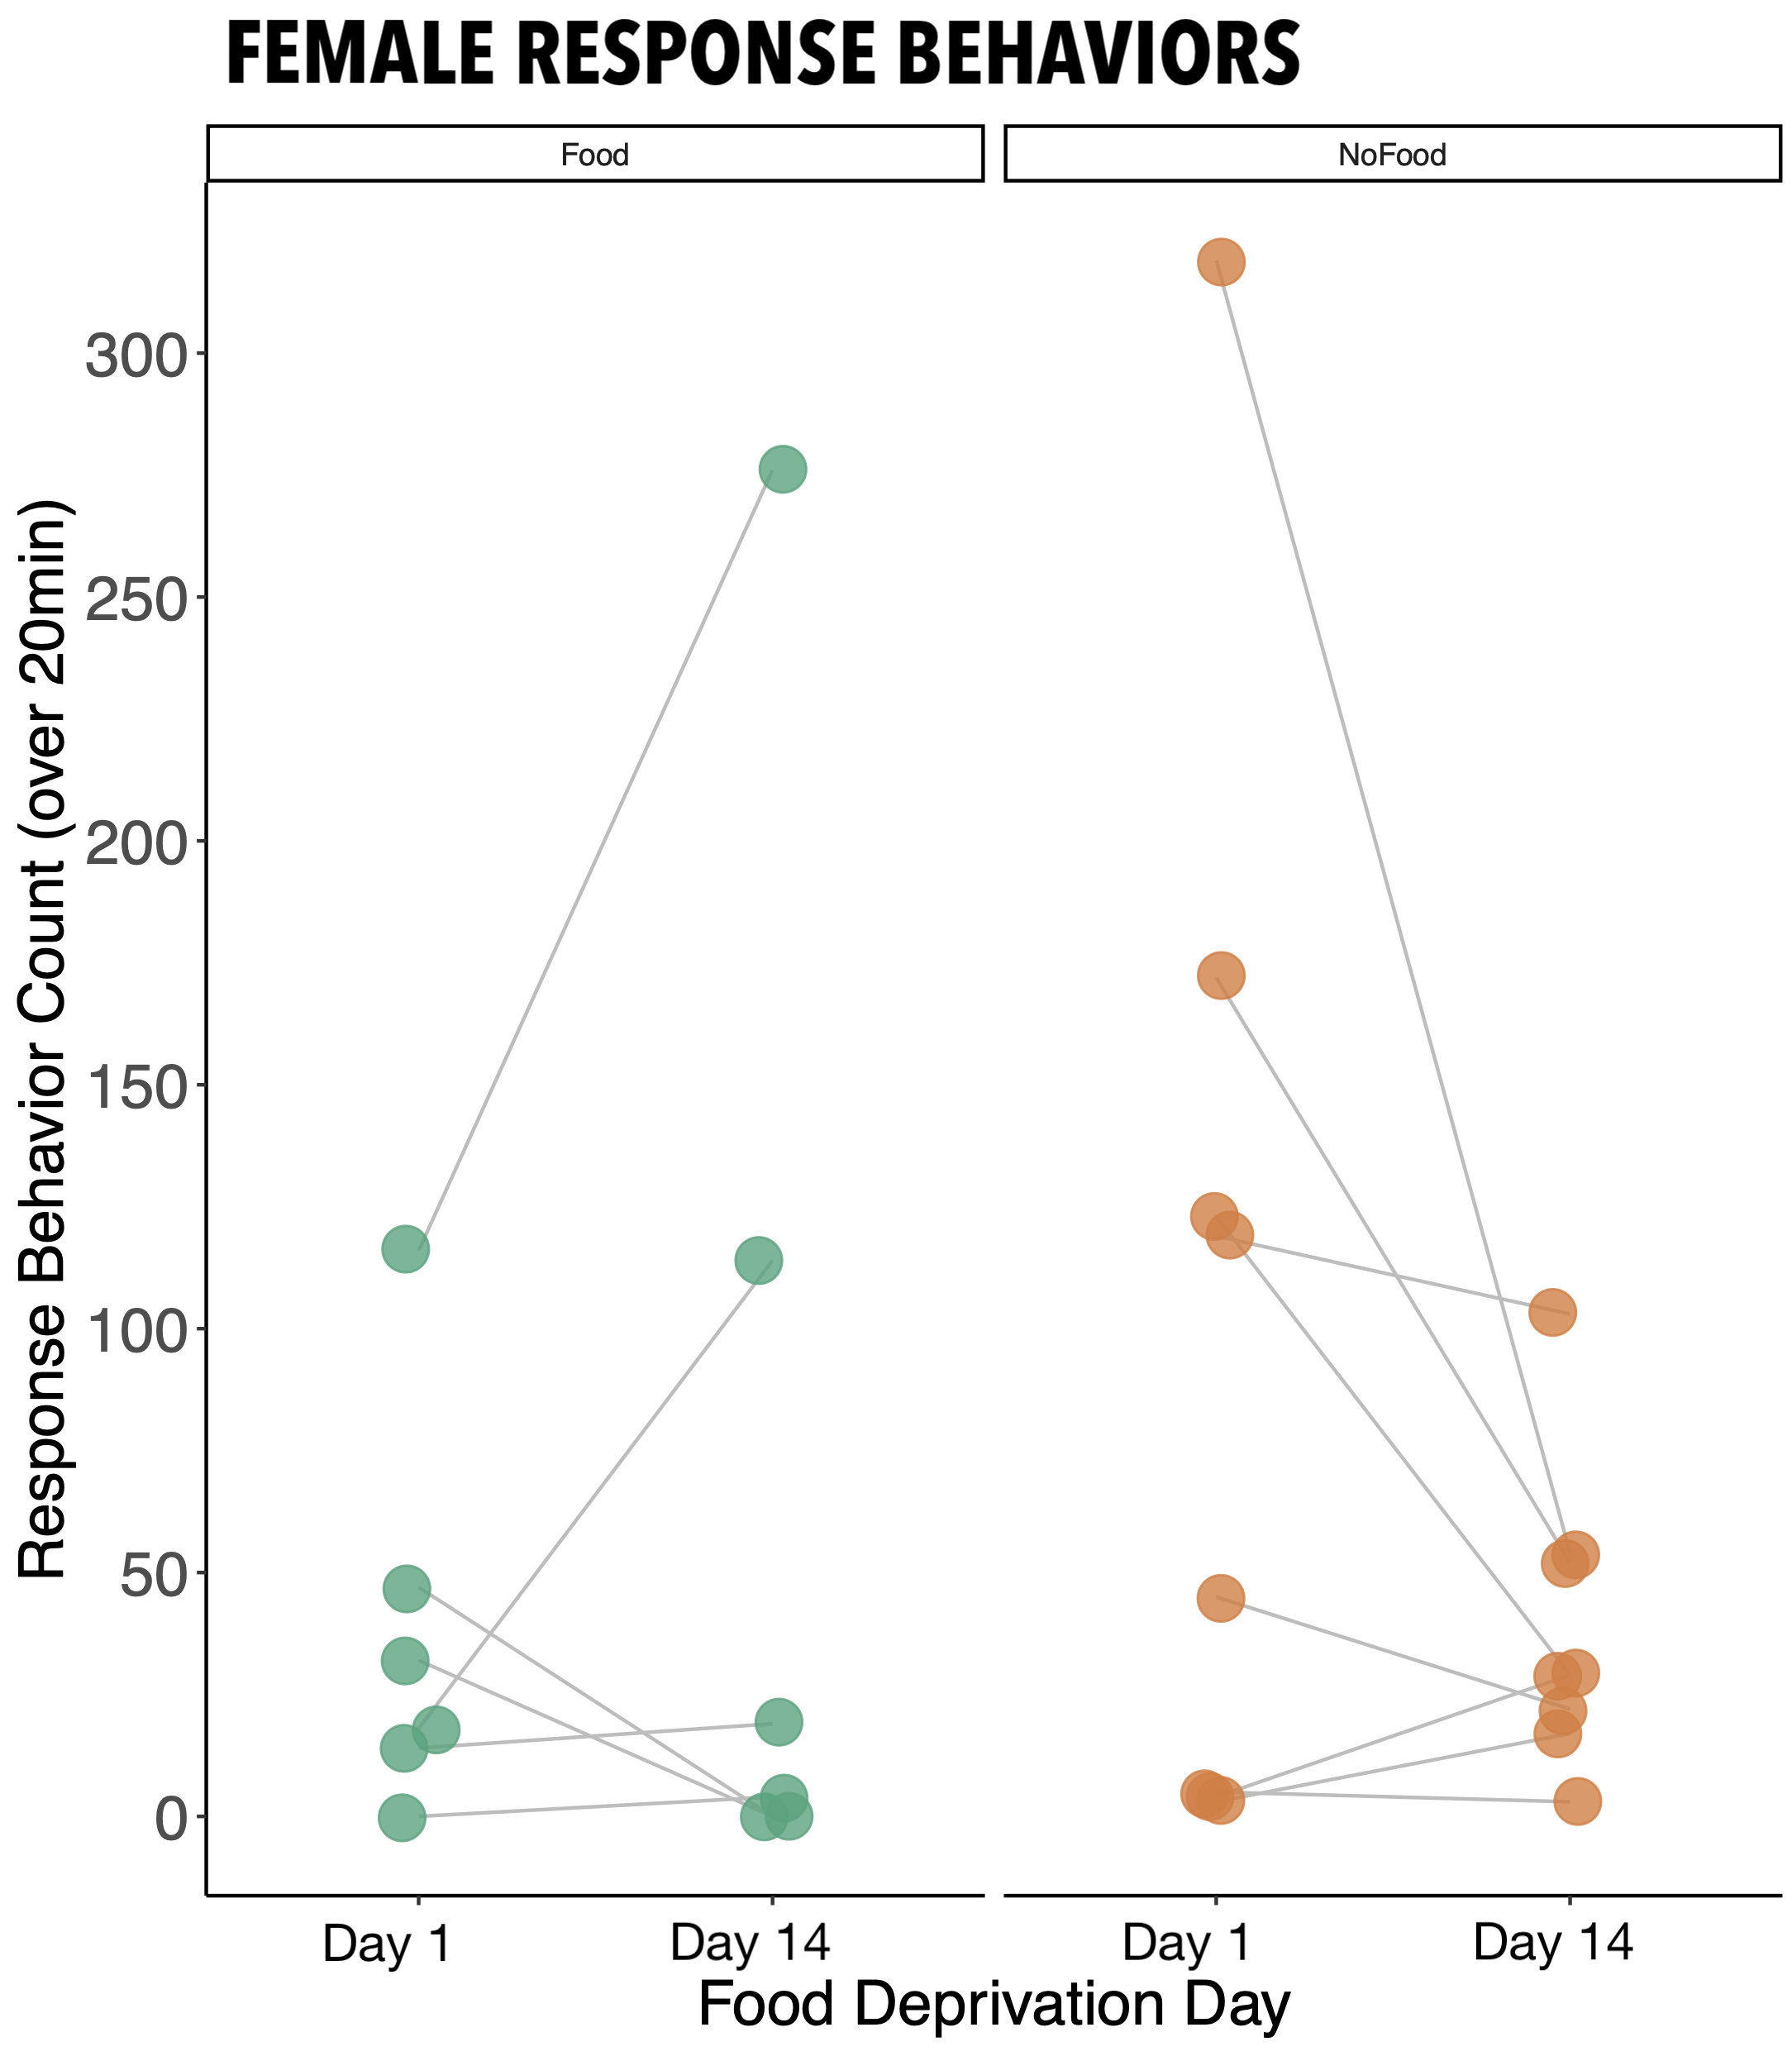 FEMALE RESPONSE BEHAVIORS
Food
NoFood
Response Behavior Count (over 20min)
300
250
200
150
100
50
0
Day 1
Day 14
Day 1
Day 14
Food Deprivation Day